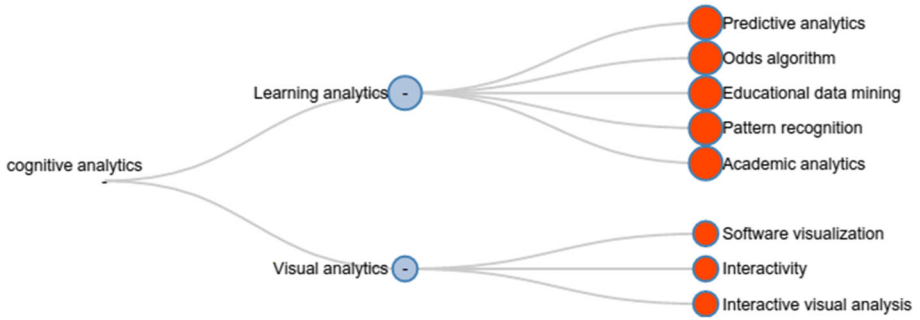 cognitive analytics
-
Learning analytics
-
Predictive analytics
Odds algorithm
Educational data mining
Pattern recognition
Academic analytics
Visual analytics
-
Software visualization
Interactivity
Interactive visual analysis